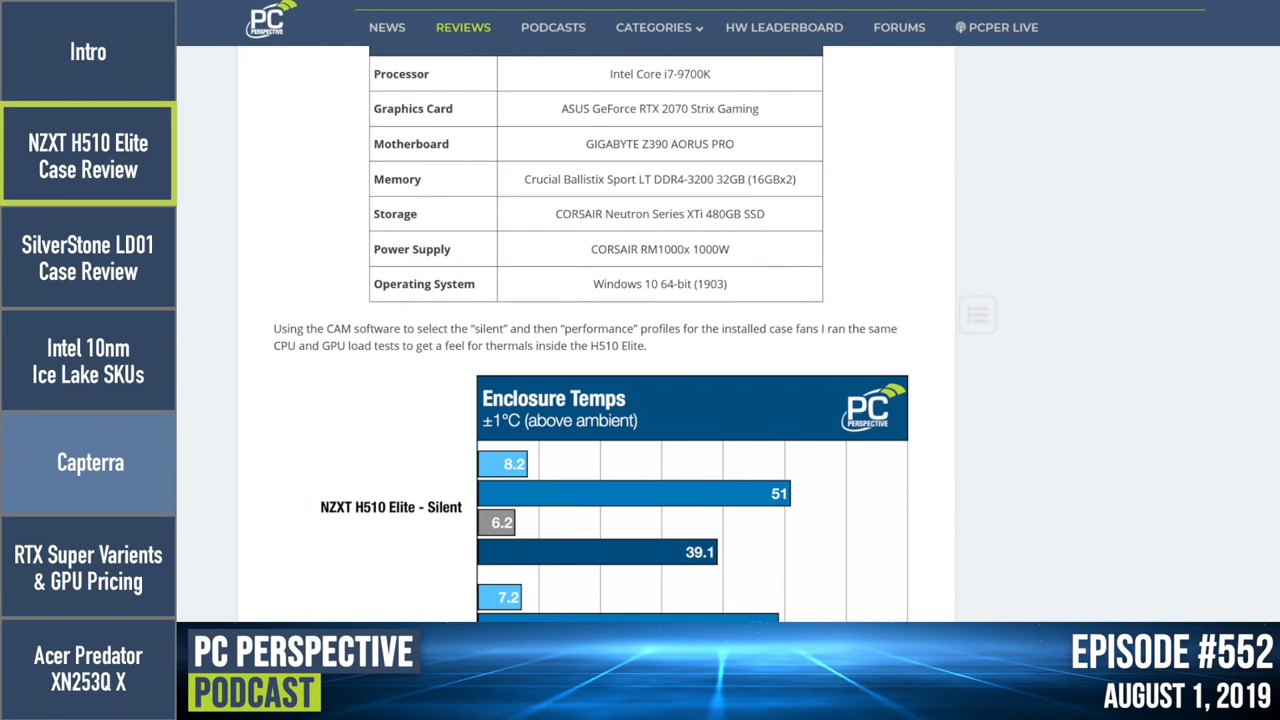 Intro
NZXT H510 Elite
Case Review
SilverStone LD01
Case Review
Intel 10nm
Ice Lake SKUs
Capterra
RTX Super Varients
& GPU Pricing
Acer Predator
XN253Q X
PC
PERSPECTIVE
NEWS REVIEWS PODCASTS CATEGORIES HW LEADERBOARD FORUMS PCPER LIVE
Processor Intel Core i7-9700K
Graphics Card ASUS GeForce RTX 2070 Strix Gaming
Motherboard GIGABYTE Z390 AORUS PRO
Memory Crucial Ballistix Sport LT DDR4-3200 32GB (16GBx2)
Storage CORSAIR Neutron Series XTi 480GB SSD
Power Supply CORSAIR RM1000x 1000W
Operating System Windows 10 64-bit (1903)
Using the CAM software to select the “silent” and then “performance” profiles for the installed case fans I ran the same
CPU and GPU load tests to get a feel for thermals inside the H510 Elite.
Enclosure Temps
±1°C (above ambient)
PC
PERSPECTIVE
8.2
51
NZXT H510 Elite - Silent
6.2
39.1
7.2
PC PERSPECTIVE
PODCAST
EPISODE #552
AUGUST 1, 2019